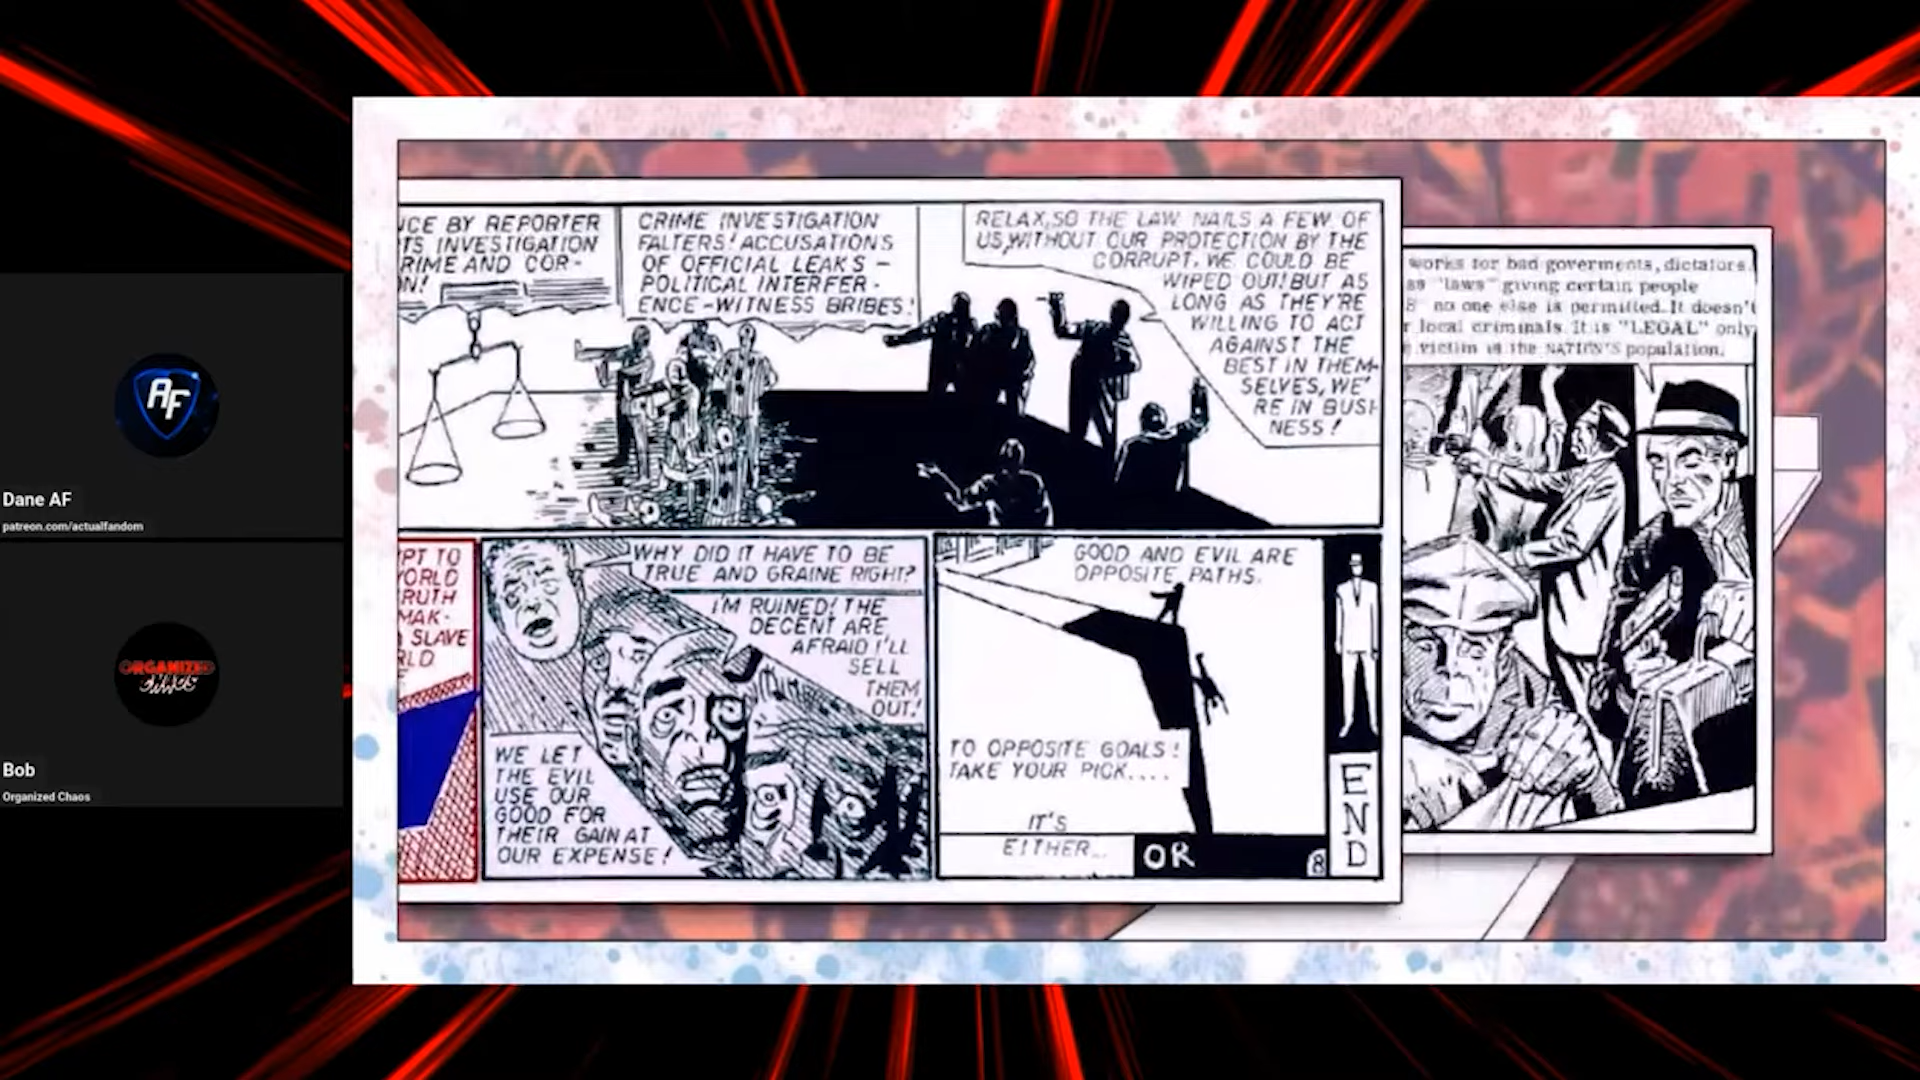 Dane AF
patreon.com/actualfandom
AF
ORGANIZED
Bob
Organized Chaos
NCE BY REPORTER
TS INVESTIGATION
RIME AND COR-
N!
CRIME INVESTIGATION
FALTERS! ACCUSATIONS
OF OFFICIAL LEAKS -
POLITICAL INTERFER-
ENCE-WITNESS BRIBES!
RELAX, SO THE LAW NAILS A FEW OF
US, WITHOUT OUR PROTECTION BY THE
CORRUPT, WE COULD BE
WIPED OUT! BUT AS
LONG AS THEY'RE
WILLING TO ACT
AGAINST THE
BEST IN THEM-
SELVES, WE'
RE IN BUSI-
NESS!
works for bad goverments, dictators.
"laws" giving certain people
no one else is permitted. It doesn't
local criminals. It is "LEGAL" only
victim is the NATION'S population.
PT TO
ORLD
RUTH
MAK-
SLAVE
RLD
WHY DID IT HAVE TO BE
TRUE AND GRAINE RIGHT?
I'M RUINED! THE
DECENT ARE
AFRAID I'LL
SELL
THEM
OUT!
WE LET
THE EVIL
USE OUR
GOOD FOR
THEIR GAIN AT
OUR EXPENSE!
GOOD AND EVIL ARE
OPPOSITE PATHS.
TO OPPOSITE GOALS!
TAKE YOUR PICK....
IT'S
EITHER...
OR
8
END